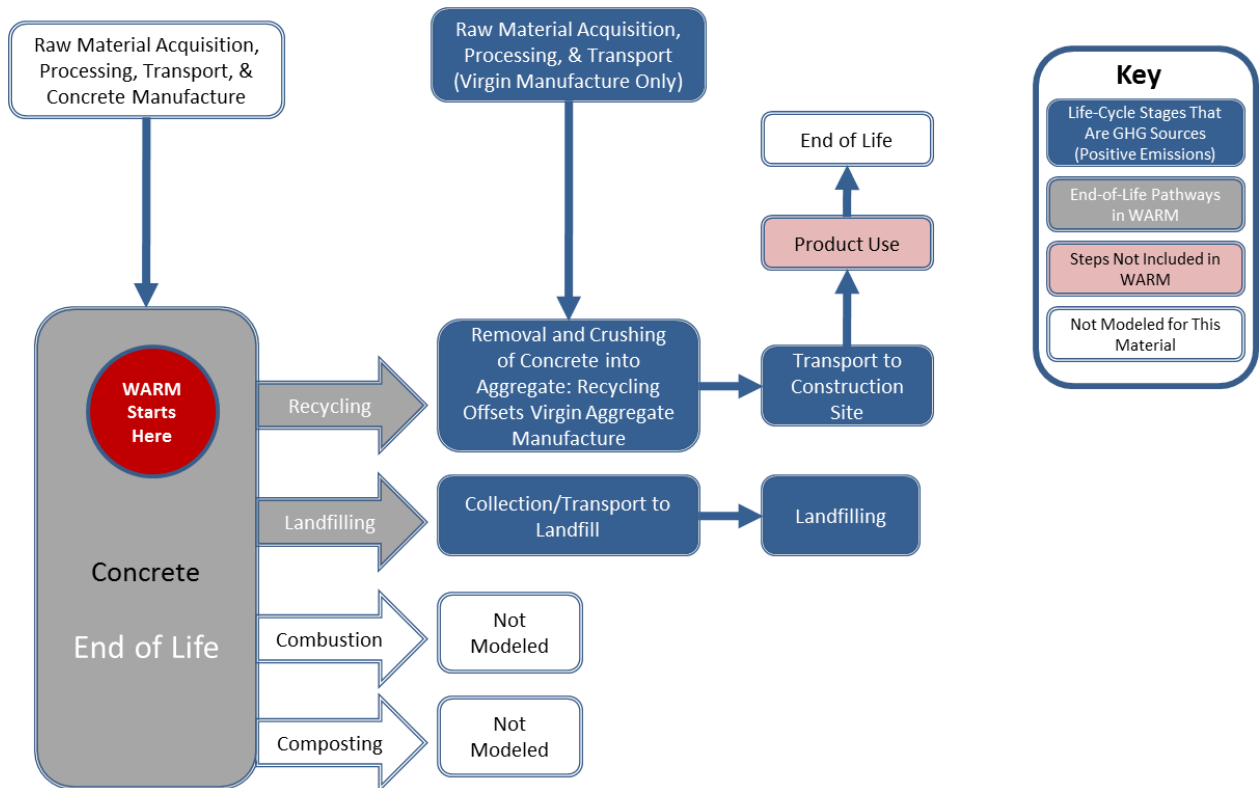 Raw Material Acquisition,
Processing, Transport, &
Concrete Manufacture
Raw Material Acquisition,
Processing, & Transport
(Virgin Manufacture Only)
End of Life
Product Use
Key
Life-Cycle Stages That
Are GHG Sources
(Positive Emissions)
End-of-Life Pathways
in WARM
Steps Not Included in
WARM
Not Modeled for This
Material
WARM
Starts
Here
Concrete
End of Life
Recycling
Removal and Crushing
of Concrete into
Aggregate: Recycling
Offsets Virgin Aggregate
Manufacture
Transport to
Construction
Site
Landfilling
Collection/Transport to
Landfill
Landfilling
Combustion
Not
Modeled
Composting
Not
Modeled